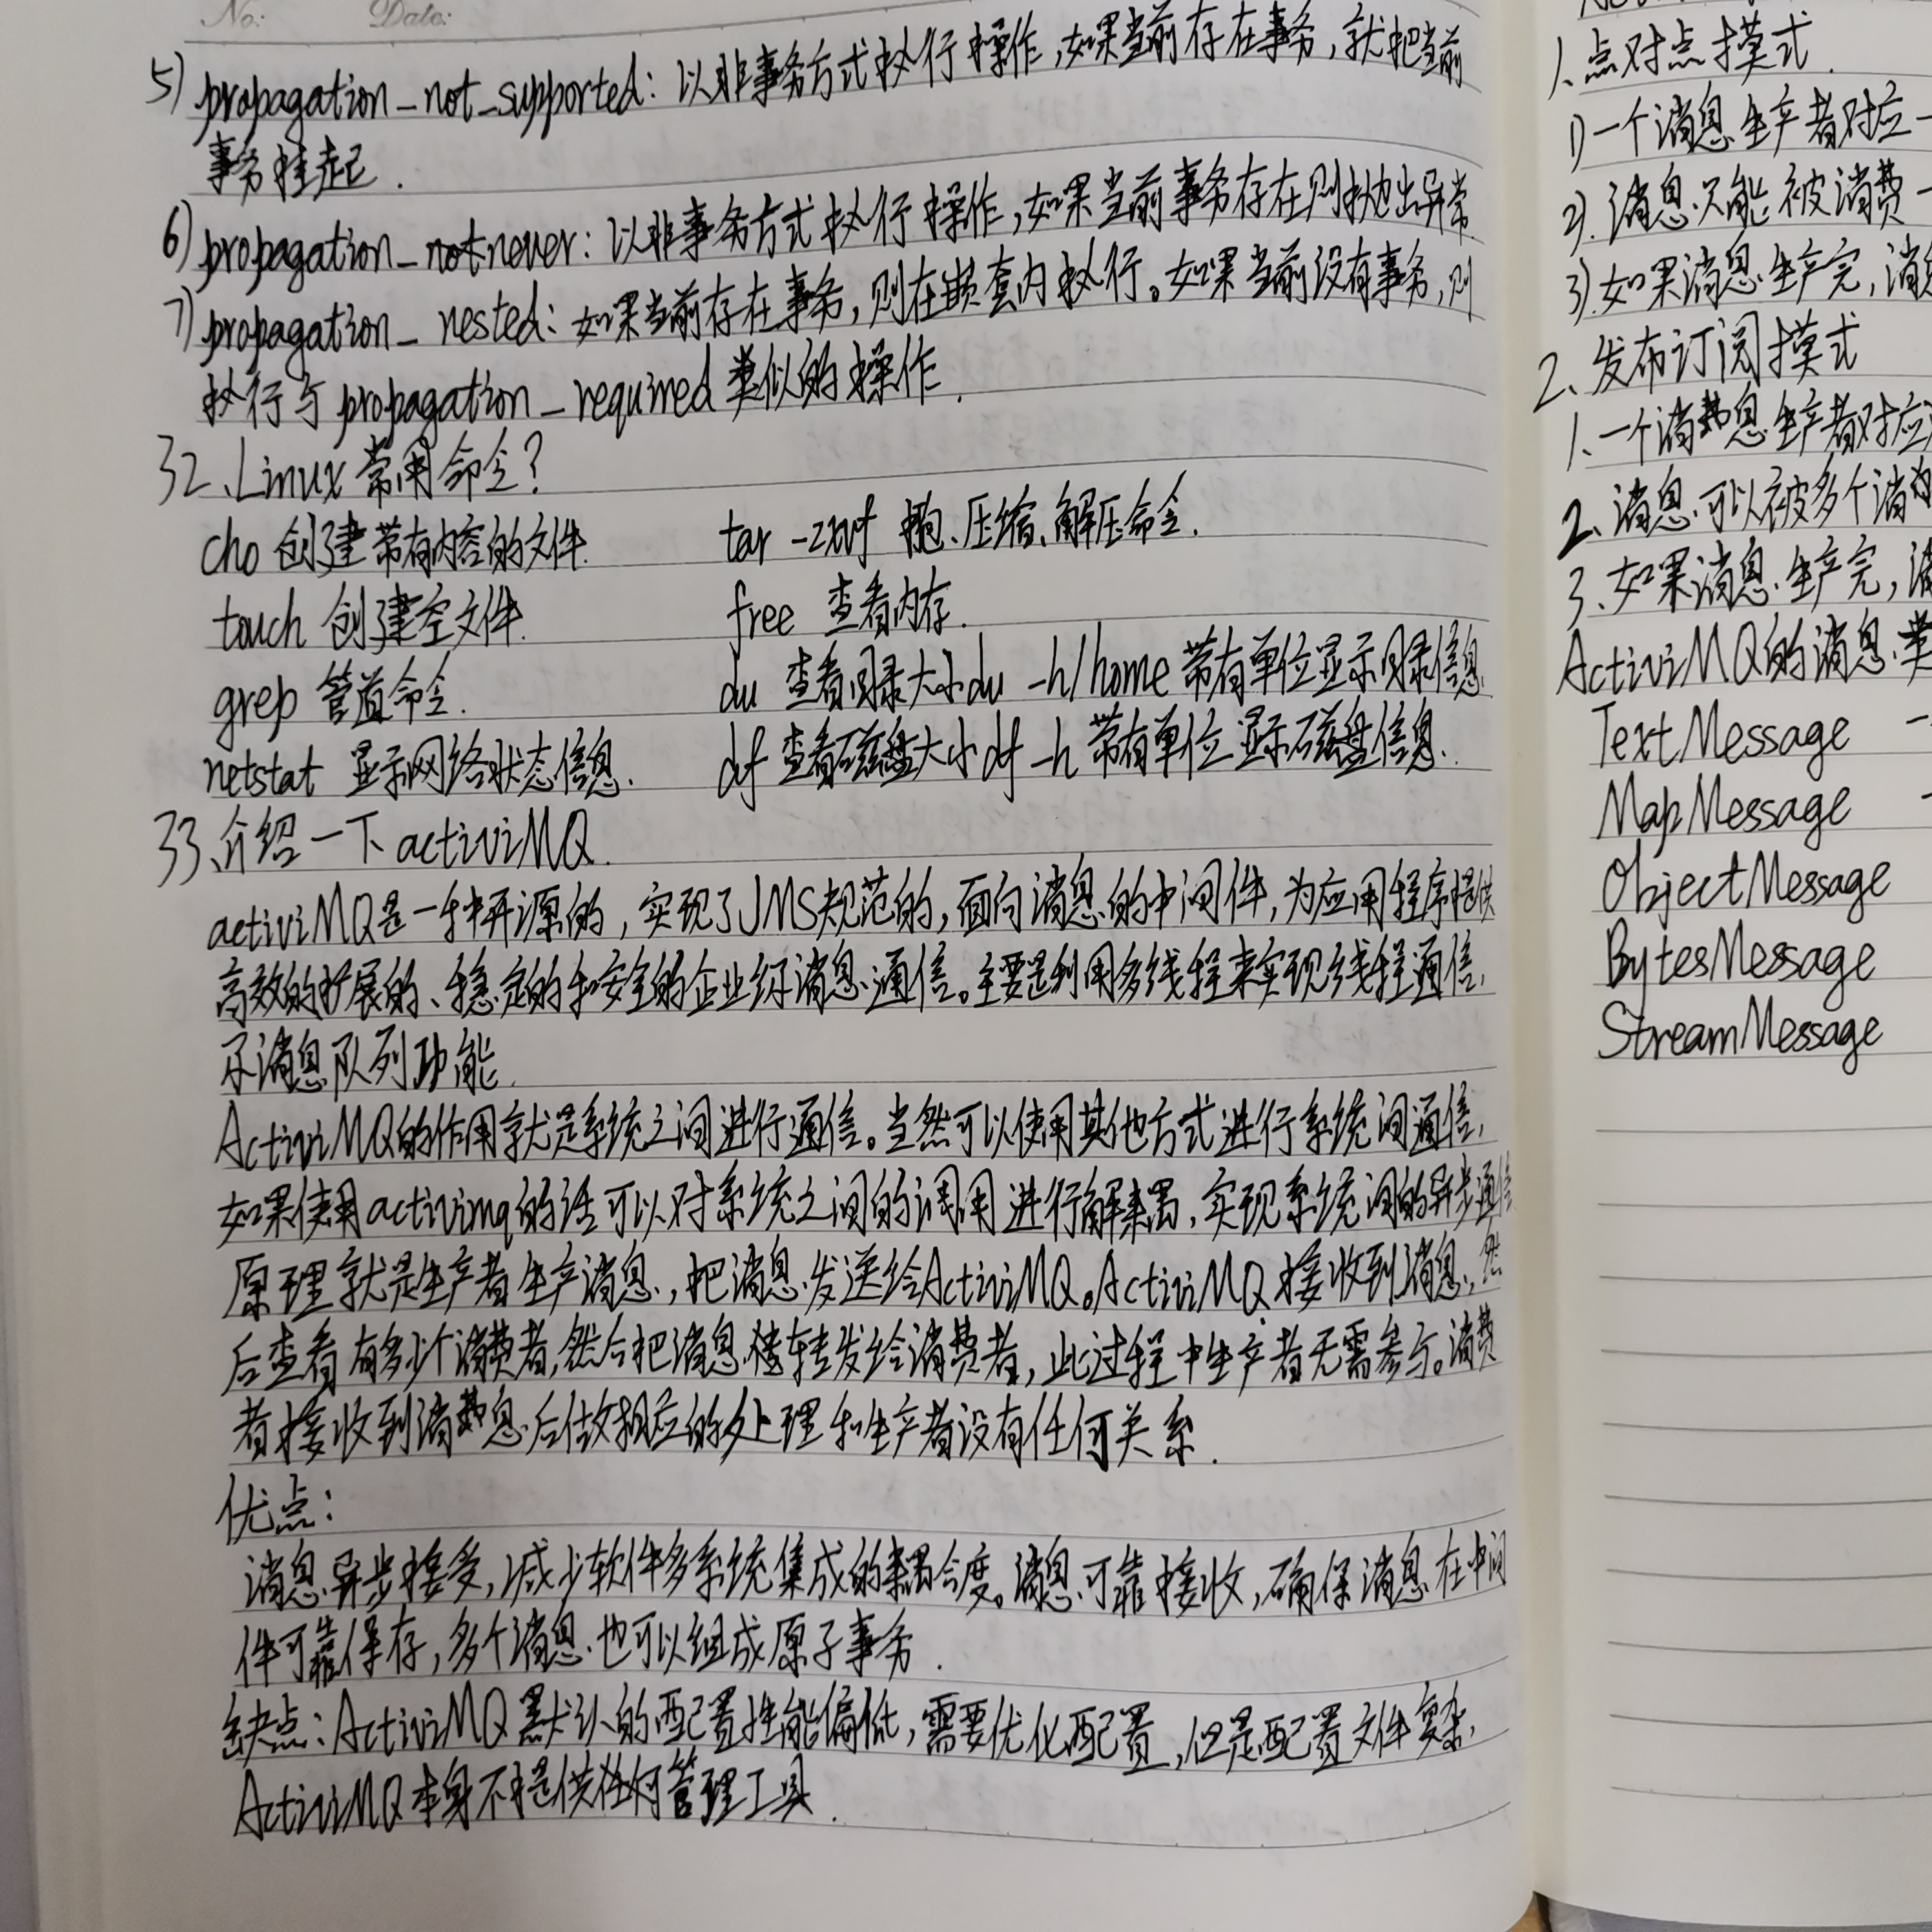 No:   Date:
5) propagation_not_supported: 以非事务方式执行操作,如果当前存在事务,就把当前
事务挂起.
6) propagation_never: 以非事务方式执行操作,如果当前事务存在则抛出异常.
7) propagation_nested: 如果当前存在事务,则在嵌套内执行。如果当前没有事务,则
执行与propagation_required类似的操作.
32、Linux常用命令?
cho 创建带有内容的文件.   tar -zxvf 打包、压缩、解压命令.
touch 创建空文件.   free 查看内存.
grep 管道命令.   du 查看目录大小 du -h /home 带有单位显示目录信息
netstat 显示网络状态信息.   df 查看磁盘大小 df -h 带有单位显示磁盘信息.
33、介绍一下activiMQ.
activiMQ是一种开源的,实现了JMS规范的,面向消息的中间件,为应用程序提供
高效的扩展的、稳定的和安全的企业级消息通信。主要是利用多线程来实现线程通信,
及消息队列功能.
ActiviMQ的作用就是系统之间进行通信。当然可以使用其他方式进行系统间通信,
如果使用activimq的话可以对系统之间的调用进行解耦,实现系统间的异步通信
原理就是生产者生产消息,把消息发送给ActiviMQ。ActiviMQ接收到消息,然
后查看有多少个消费者,然后把消息转发给消费者,此过程中生产者无需参与。消费
者接收到消息后做相应的处理和生产者没有任何关系.
优点:
消息异步接受,减少软件多系统集成的耦合度。消息可靠接收,确保消息在中间
件可靠保存,多个消息也可以组成原子事务.
缺点:ActiviMQ默认的配置性能偏低,需要优化配置,但是配置文件复杂,
ActiviMQ本身不提供任何管理工具.
1、点对点模式.
1)一个消息生产者对应一
2).消息只能被消费一
3).如果消息生产完,消
2、发布订阅模式
1、一个消息生产者对应
2、消息可以被多个消
3、如果消息生产完,消
ActiviMQ的消息类
TextMessage
MapMessage
ObjectMessage
BytesMessage
StreamMessage